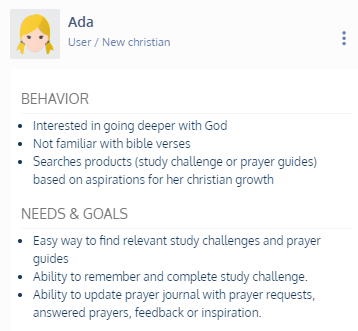 Ada
User / New christian
BEHAVIOR
• Interested in going deeper with God
• Not familiar with bible verses
• Searches products (study challenge or prayer guides)
based on aspirations for her christian growth
NEEDS & GOALS
• Easy way to find relevant study challenges and prayer
guides
• Ability to remember and complete study challenge.
• Ability to update prayer journal with prayer requests,
answered prayers, feedback or inspiration.